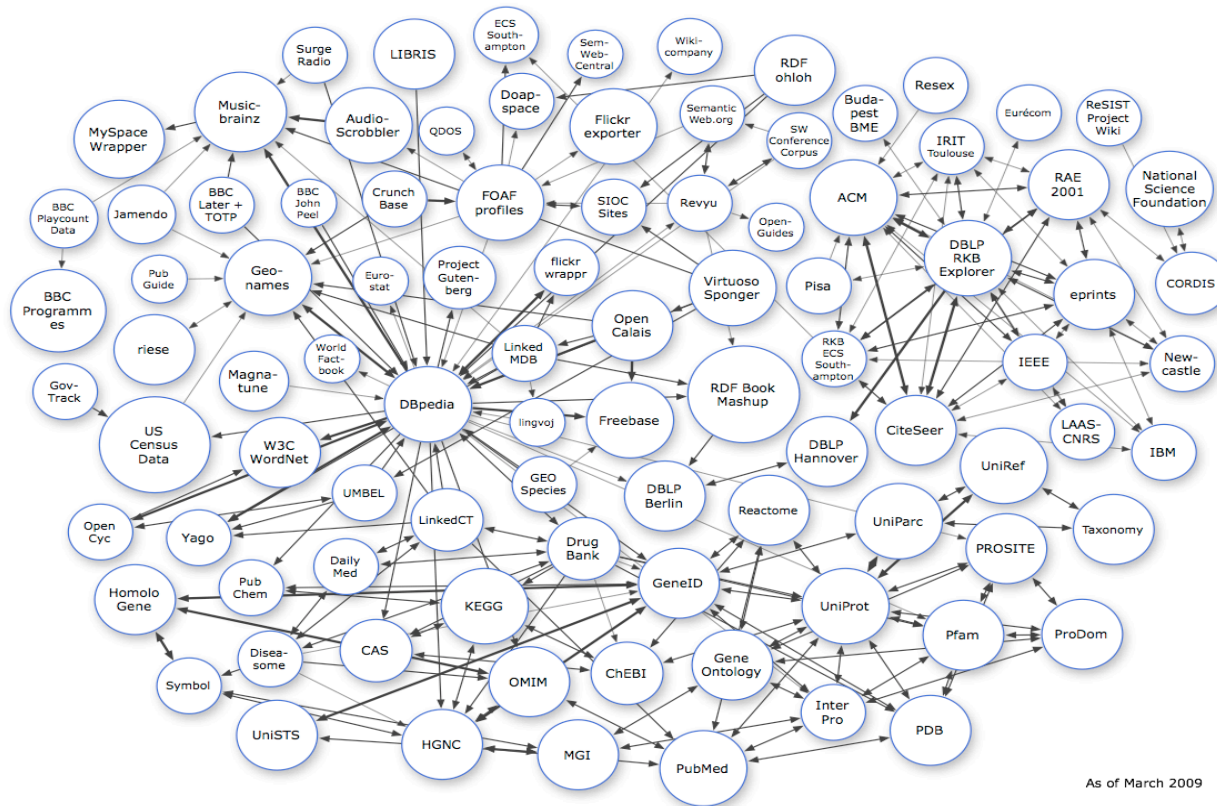 ECS
South-
ampton
Surge
Radio
LIBRIS
Sem-
Web-
Central
Wiki-
company
RDF
ohloh
Doap-
space
Music-
brainz
Audio-
Scrobbler
Flickr
exporter
Semantic
Web.org
Buda-
pest
BME
Resex
Eurécom
ReSIST
Project
Wiki
MySpace
Wrapper
QDOS
SW
Conference
Corpus
IRIT
Toulouse
BBC
Playcount
Data
Jamendo
BBC
Later +
TOTP
BBC
John
Peel
Crunch
Base
FOAF
profiles
SIOC
Sites
Revyu
Open-
Guides
ACM
RAE
2001
National
Science
Foundation
DBLP
RKB
Explorer
Pub
Guide
Geo-
names
Euro-
stat
Project
Guten-
berg
flickr
wrappr
Virtuoso
Sponger
Pisa
eprints
CORDIS
BBC
Programm
es
riese
World
Fact-
book
Linked
MDB
Open
Calais
RKB
ECS
South-
ampton
IEEE
New-
castle
Gov-
Track
Magna-
tune
DBpedia
lingvoj
Freebase
RDF Book
Mashup
CiteSeer
LAAS-
CNRS
IBM
US
Census
Data
W3C
WordNet
UMBEL
GEO
Species
DBLP
Berlin
DBLP
Hannover
UniRef
Open
Cyc
Yago
LinkedCT
Drug
Bank
Reactome
UniParc
Taxonomy
PROSITE
Homolo
Gene
Pub
Chem
Daily
Med
KEGG
GeneID
UniProt
Pfam
ProDom
Symbol
Disea-
some
CAS
OMIM
ChEBI
Gene
Ontology
Inter
Pro
UniSTS
HGNC
MGI
PubMed
PDB
As of March 2009